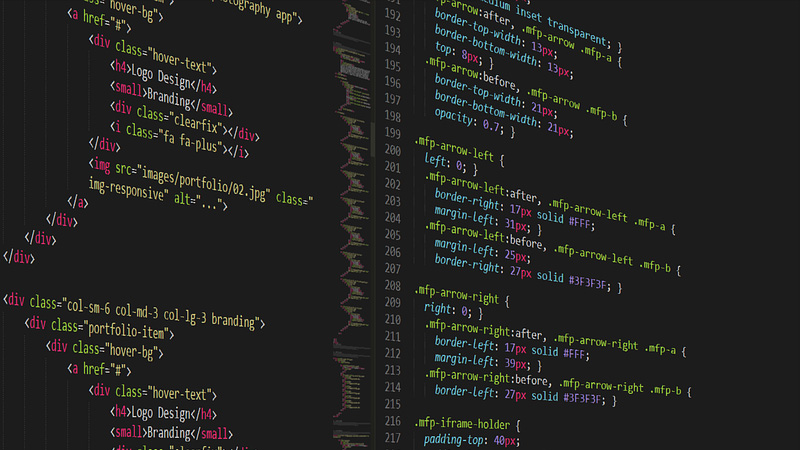 tography app">
class="hover-bg">
<a href="#">
<div class="hover-text">
<h4>Logo Design</h4>
<small>Branding</small>
<div class="clearfix"></div>
<i class="fa fa-plus"></i>
</div>
<img src="images/portfolio/02.jpg" class="
img-responsive" alt="...">
</a>
</div>
</div>
</div>
<div class="col-sm-6 col-md-3 col-lg-3 branding">
<div class="portfolio-item">
<div class="hover-bg">
<a href="#">
<div class="hover-text">
<h4>Logo Design</h4>
<small>Branding</small>
inset transparent; }
192 .mfp-arrow:after, .mfp-arrow .mfp-a {
193 border-top-width: 13px;
194 border-bottom-width: 13px;
195 top: 8px; }
196 .mfp-arrow:before, .mfp-arrow .mfp-b {
197 border-top-width: 21px;
198 border-bottom-width: 21px;
199 opacity: 0.7; }
200 .mfp-arrow-left {
201 left: 0; }
202 .mfp-arrow-left:after, .mfp-arrow-left .mfp-a {
203 border-right: 17px solid #FFF;
204 margin-left: 31px; }
205 .mfp-arrow-left:before, .mfp-arrow-left .mfp-b {
206 margin-left: 25px;
207 border-right: 27px solid #3F3F3F; }
208
209 .mfp-arrow-right {
210 right: 0; }
211 .mfp-arrow-right:after, .mfp-arrow-right .mfp-a {
212 border-left: 17px solid #FFF;
213 margin-left: 39px; }
214 .mfp-arrow-right:before, .mfp-arrow-right .mfp-b {
215 border-left: 27px solid #3F3F3F; }
216 .mfp-iframe-holder {
217 padding-top: 40px;